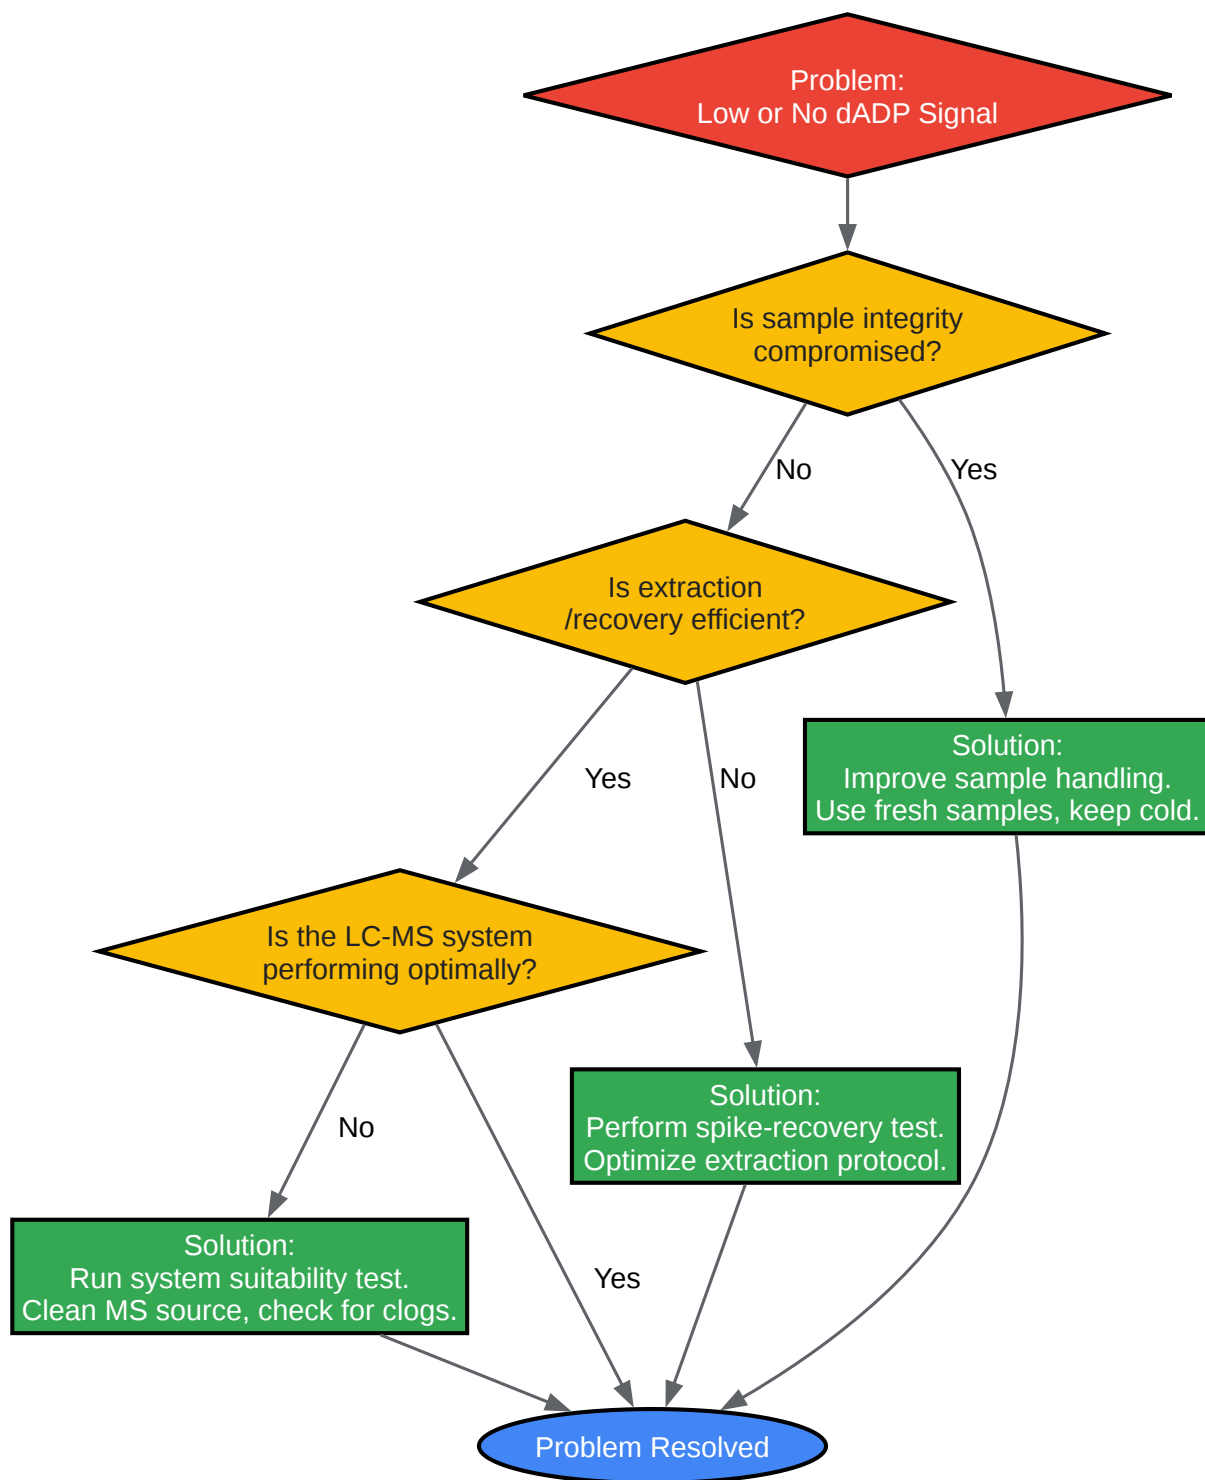 Problem:
Low or No dADP Signal
Is sample integrity
compromised?
No
Yes
Is extraction
/recovery efficient?
Yes
No
Solution:
Improve sample handling.
Use fresh samples, keep cold.
Is the LC-MS system
performing optimally?
No
Yes
Solution:
Perform spike-recovery test.
Optimize extraction protocol.
Solution:
Run system suitability test.
Clean MS source, check for clogs.
Problem Resolved